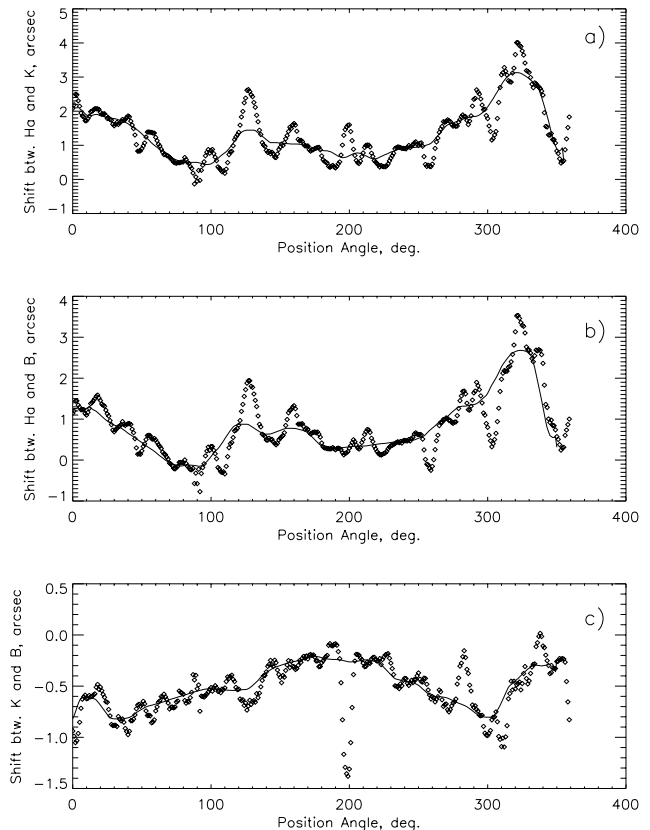 a)
Shift btw. Ha and K, arcsec
5
4
3
2
1
0
−1
0 100 200 300 400
Position Angle, deg.
b)
Shift btw. Ha and B, arcsec
4
3
2
1
0
−1
0 100 200 300 400
Position Angle, deg.
c)
Shift btw. K and B, arcsec
0.5
0.0
−0.5
−1.0
−1.5
0 100 200 300 400
Position Angle, deg.